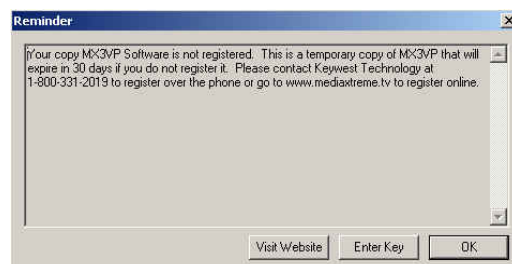 Reminder
Your copy MX3VP Software is not registered. This is a temporary copy of MX3VP that will
expire in 30 days if you do not register it. Please contact Keywest Technology at
1-800-331-2019 to register over the phone or go to www.mediaxtreme.tv to register online.
Visit Website Enter Key OK